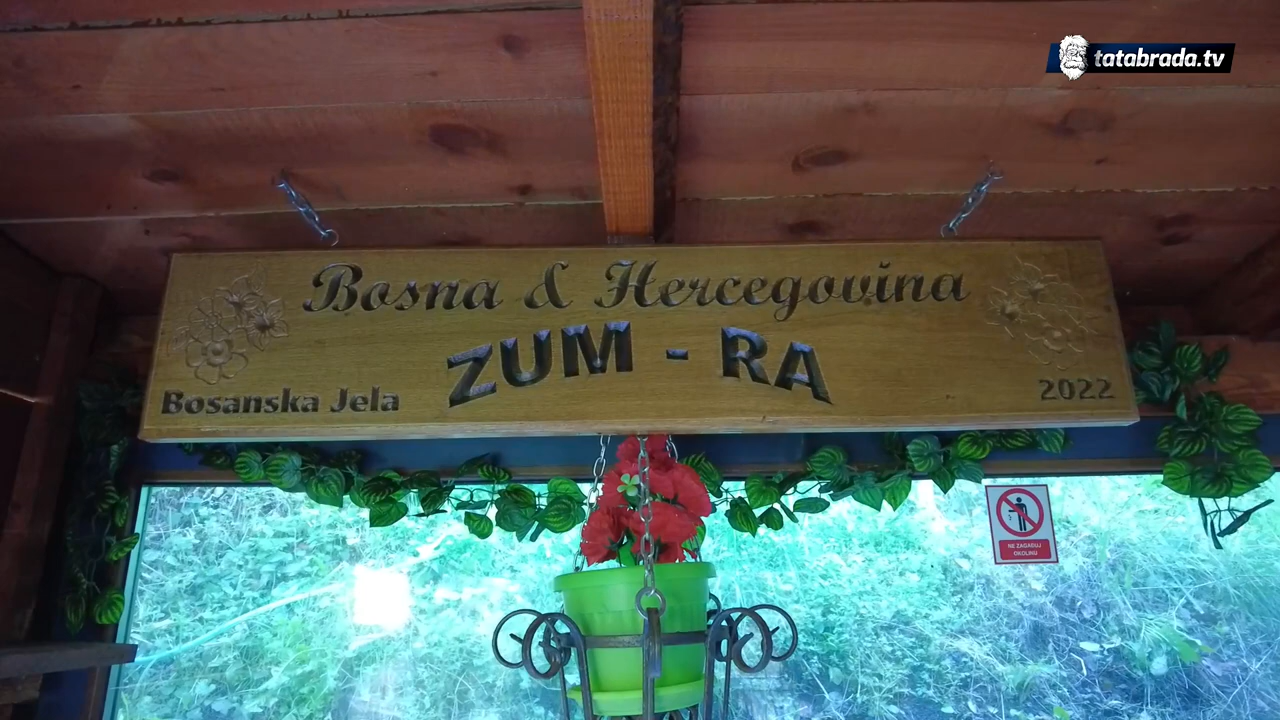 tatabrada.tv
Bosna & Hercegovina
ZUM - RA
Bosanska Jela
2022
NE ZAGAĐUJ
OKOLINU